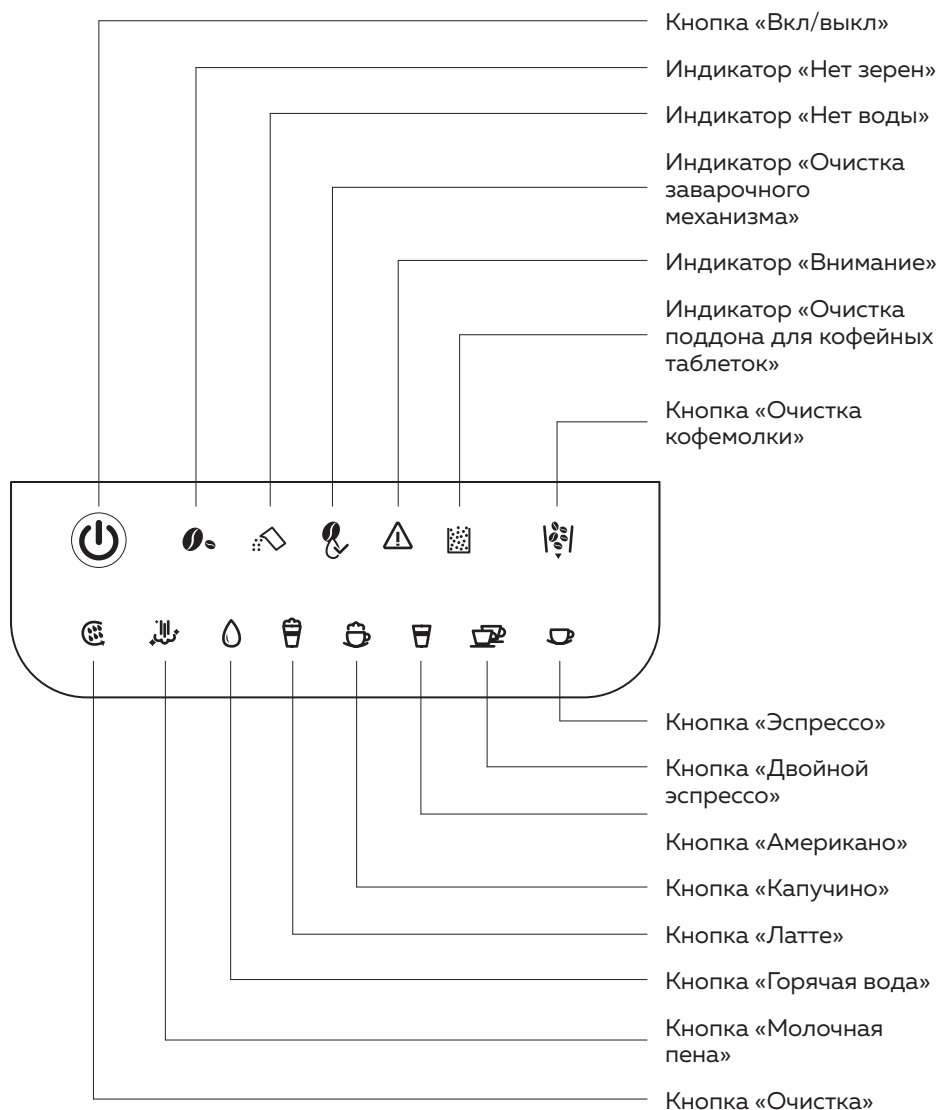 Кнопка «Вкл/выкл»
Индикатор «Нет зерен»
Индикатор «Нет воды»
Индикатор «Очистка
заварочного
механизма»
Индикатор «Внимание»
Индикатор «Очистка
поддона для кофейных
таблеток»
Кнопка «Очистка
кофемолки»
Кнопка «Эспрессо»
Кнопка «Двойной
эспрессо»
Кнопка «Американо»
Кнопка «Капучино»
Кнопка «Латте»
Кнопка «Горячая вода»
Кнопка «Молочная
пена»
Кнопка «Очистка»